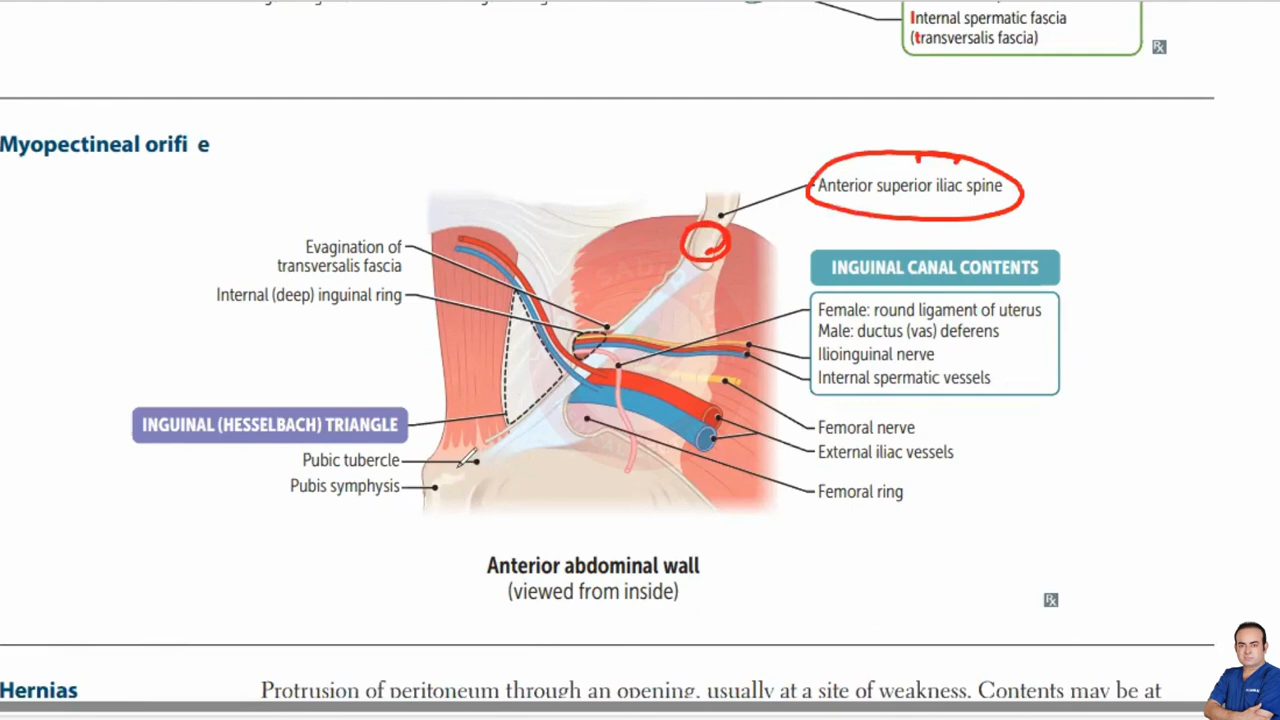 Internal spermatic fascia
(transversalis fascia)
Myopectineal orifi e
Anterior superior iliac spine
Evagination of
transversalis fascia
Internal (deep) inguinal ring
INGUINAL CANAL CONTENTS
Female: round ligament of uterus
Male: ductus (vas) deferens
Ilioinguinal nerve
Internal spermatic vessels
INGUINAL (HESSELBACH) TRIANGLE
Pubic tubercle
Pubis symphysis
Femoral nerve
External iliac vessels
Femoral ring
Anterior abdominal wall
(viewed from inside)
Hernias
Protrusion of peritoneum through an opening, usually at a site of weakness. Contents may be at